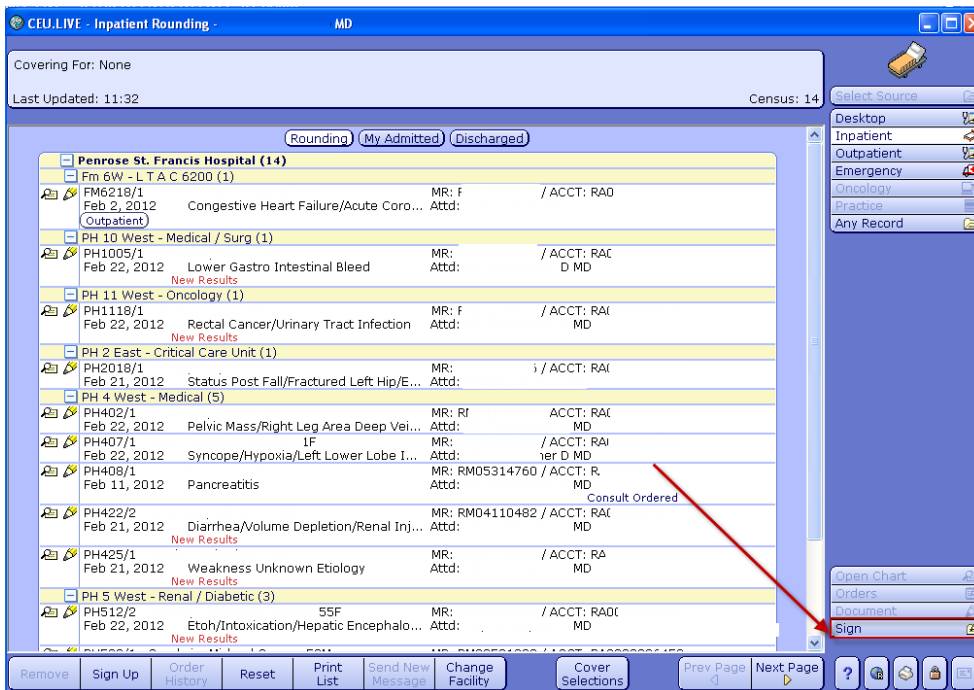 CEU.LIVE - Inpatient Rounding - MD
Covering For: None
Last Updated: 11:32 Census: 14
Rounding My Admitted Discharged
Penrose St. Francis Hospital (14)
Fm 6W - L T A C 6200 (1)
FM6218/1 MR: / ACCT: RA0
Feb 2, 2012 Congestive Heart Failure/Acute Coro... Attd:
Outpatient
PH 10 West - Medical / Surg (1)
PH1005/1 MR: / ACCT:
Feb 22, 2012 Lower Gastro Intestinal Bleed Attd: D MD
New Results
PH 11 West - Oncology (1)
PH1118/1 MR: / ACCT:
Feb 22, 2012 Rectal Cancer/Urinary Tract Infection Attd: MD
New Results
PH 2 East - Critical Care Unit (1)
PH2018/1 MR: / ACCT:
Feb 21, 2012 Status Post Fall/Fractured Left Hip/E... Attd:
PH 4 West - Medical (5)
PH402/1 MR: ACCT:
Feb 22, 2012 Pelvic Mass/Right Leg Area Deep Vei... Attd: MD
PH407/1 1F MR: / ACCT:
Feb 22, 2012 Syncope/Hypoxia/Left Lower Lobe I... Attd: D MD
PH408/1 MR: RM05314760 / ACCT:
Feb 11, 2012 Pancreatitis Attd: MD
Consult Ordered
PH422/2 MR: RM04110482 / ACCT:
Feb 21, 2012 Diarrhea/Volume Depletion/Renal Inj... Attd: MD
New Results
PH425/1 MR: / ACCT: RA
Feb 21, 2012 Weakness Unknown Etiology Attd: MD
New Results
PH 5 West - Renal / Diabetic (3)
PH512/2 55F MR: / ACCT:
Feb 22, 2012 Etoh/Intoxication/Hepatic Encephalo... Attd: MD
New Results
Select Source
Desktop
Inpatient
Outpatient
Emergency
Oncology
Practice
Any Record
Open Chart
Orders
Document
Sign
Remove Sign Up Order History Reset Print List Send New Message Change Facility Cover Selections Prev Page Next Page ?